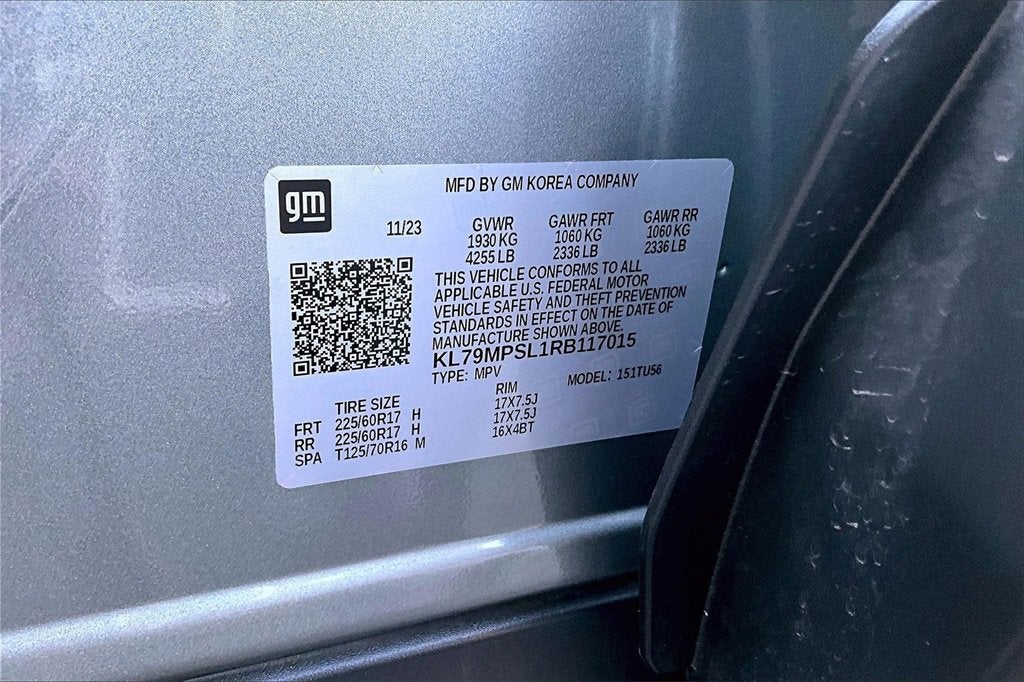 gm
MFD BY GM KOREA COMPANY
11/23
GVWR GAWR FRT GAWR RR
1930 KG 1060 KG 1060 KG
4255 LB 2336 LB 2336 LB
THIS VEHICLE CONFORMS TO ALL
APPLICABLE U.S. FEDERAL MOTOR
VEHICLE SAFETY AND THEFT PREVENTION
STANDARDS IN EFFECT ON THE DATE OF
MANUFACTURE SHOWN ABOVE.
KL79MPSL1RB117015
TYPE: MPV MODEL: 151TU56
TIRE SIZE RIM
FRT 225/60R17 H 17X7.5J
RR 225/60R17 H 17X7.5J
SPA T125/70R16 M 16X4BT